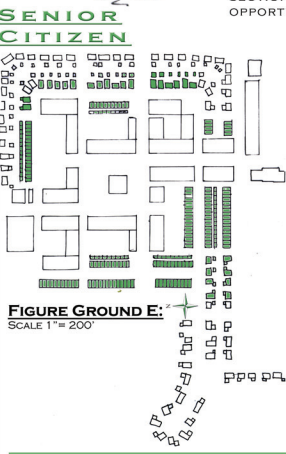 SENIOR
CITIZEN
OPPORT
FIGURE GROUND E:
SCALE 1"= 200'